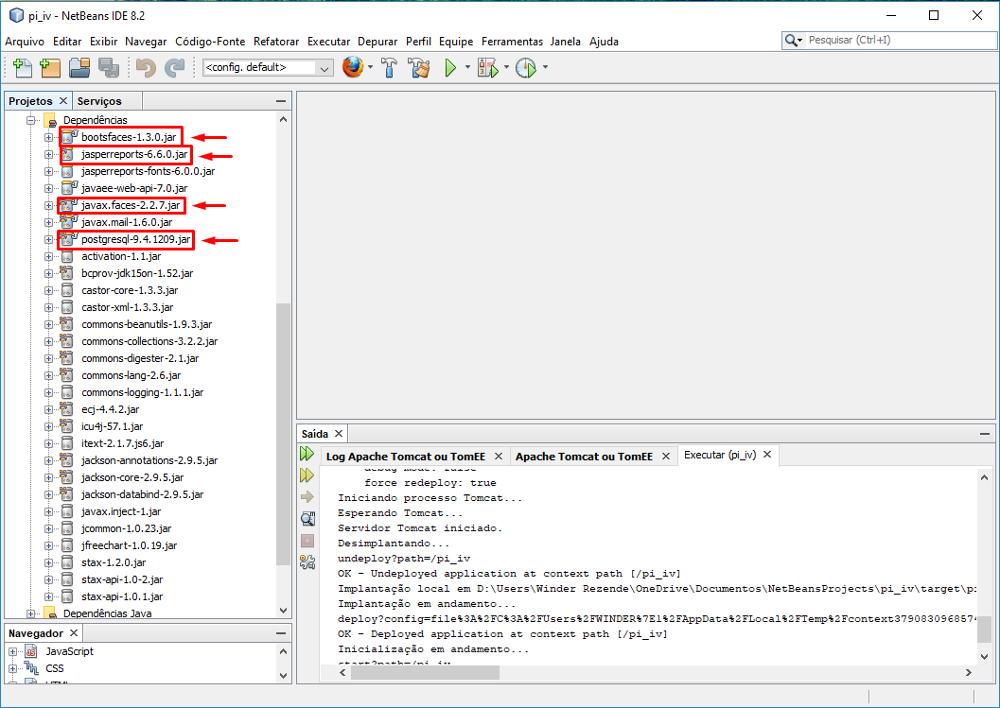 pi_iv - NetBeans IDE 8.2
Arquivo Editar Exibir Navegar Código-Fonte Refatorar Executar Depurar Perfil Equipe Ferramentas Janela Ajuda
Pesquisar (Ctrl+I)
<config. default>
Projetos
Serviços
Dependências
bootsfaces-1.3.0.jar
jasperreports-6.6.0.jar
jasperreports-fonts-6.0.0.jar
javaee-web-api-7.0.jar
javax.faces-2.2.7.jar
javax.mail-1.6.0.jar
postgresql-9.4.1209.jar
activation-1.1.jar
bcprov-jdk15on-1.52.jar
castor-core-1.3.3.jar
castor-xml-1.3.3.jar
commons-beanutils-1.9.3.jar
commons-collections-3.2.2.jar
commons-digester-2.1.jar
commons-lang-2.6.jar
commons-logging-1.1.1.jar
ecj-4.4.2.jar
icu4j-57.1.jar
itext-2.1.7.js6.jar
jackson-annotations-2.9.5.jar
jackson-core-2.9.5.jar
jackson-databind-2.9.5.jar
javax.inject-1.jar
jcommon-1.0.23.jar
jfreechart-1.0.19.jar
stax-1.2.0.jar
stax-api-1.0-2.jar
stax-api-1.0.1.jar
Dependências Java
Navegador
JavaScript
CSS
HTML
Saída
Log Apache Tomcat ou TomEE
Apache Tomcat ou TomEE
Executar (pi_iv)
debug mode: false
force redeploy: true
Iniciando processo Tomcat...
Esperando Tomcat...
Servidor Tomcat iniciado.
Desimplantando...
undeploy?path=/pi_iv
OK - Undeployed application at context path [/pi_iv]
Implantação local em D:\Users\Winder Rezende\OneDrive\Documentos\NetBeansProjects\pi_iv\target\pi
Implantação em andamento...
deploy?config=file%3A%2FC%3A%2FUsers%2FWINDER%7E1%2FAppData%2FLocal%2FTemp%2Fcontext379083096857
OK - Deployed application at context path [/pi_iv]
Inicialização em andamento...
start?path=/pi_iv